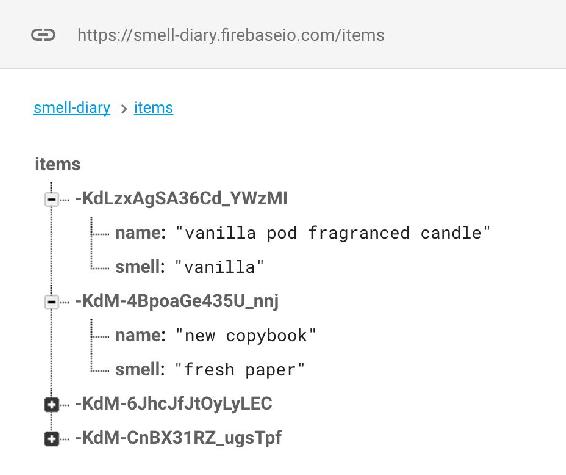 https://smell-diary.firebaseio.com/items
smell-diary > items
items
-KdLzxAgSA36Cd_YWzMI
name: "vanilla pod fragranced candle"
smell: "vanilla"
-KdM-4BpoaGe435U_nnj
name: "new copybook"
smell: "fresh paper"
-KdM-6JhcJfJtOyLyLEC
-KdM-CnBX31RZ_ugsTpf